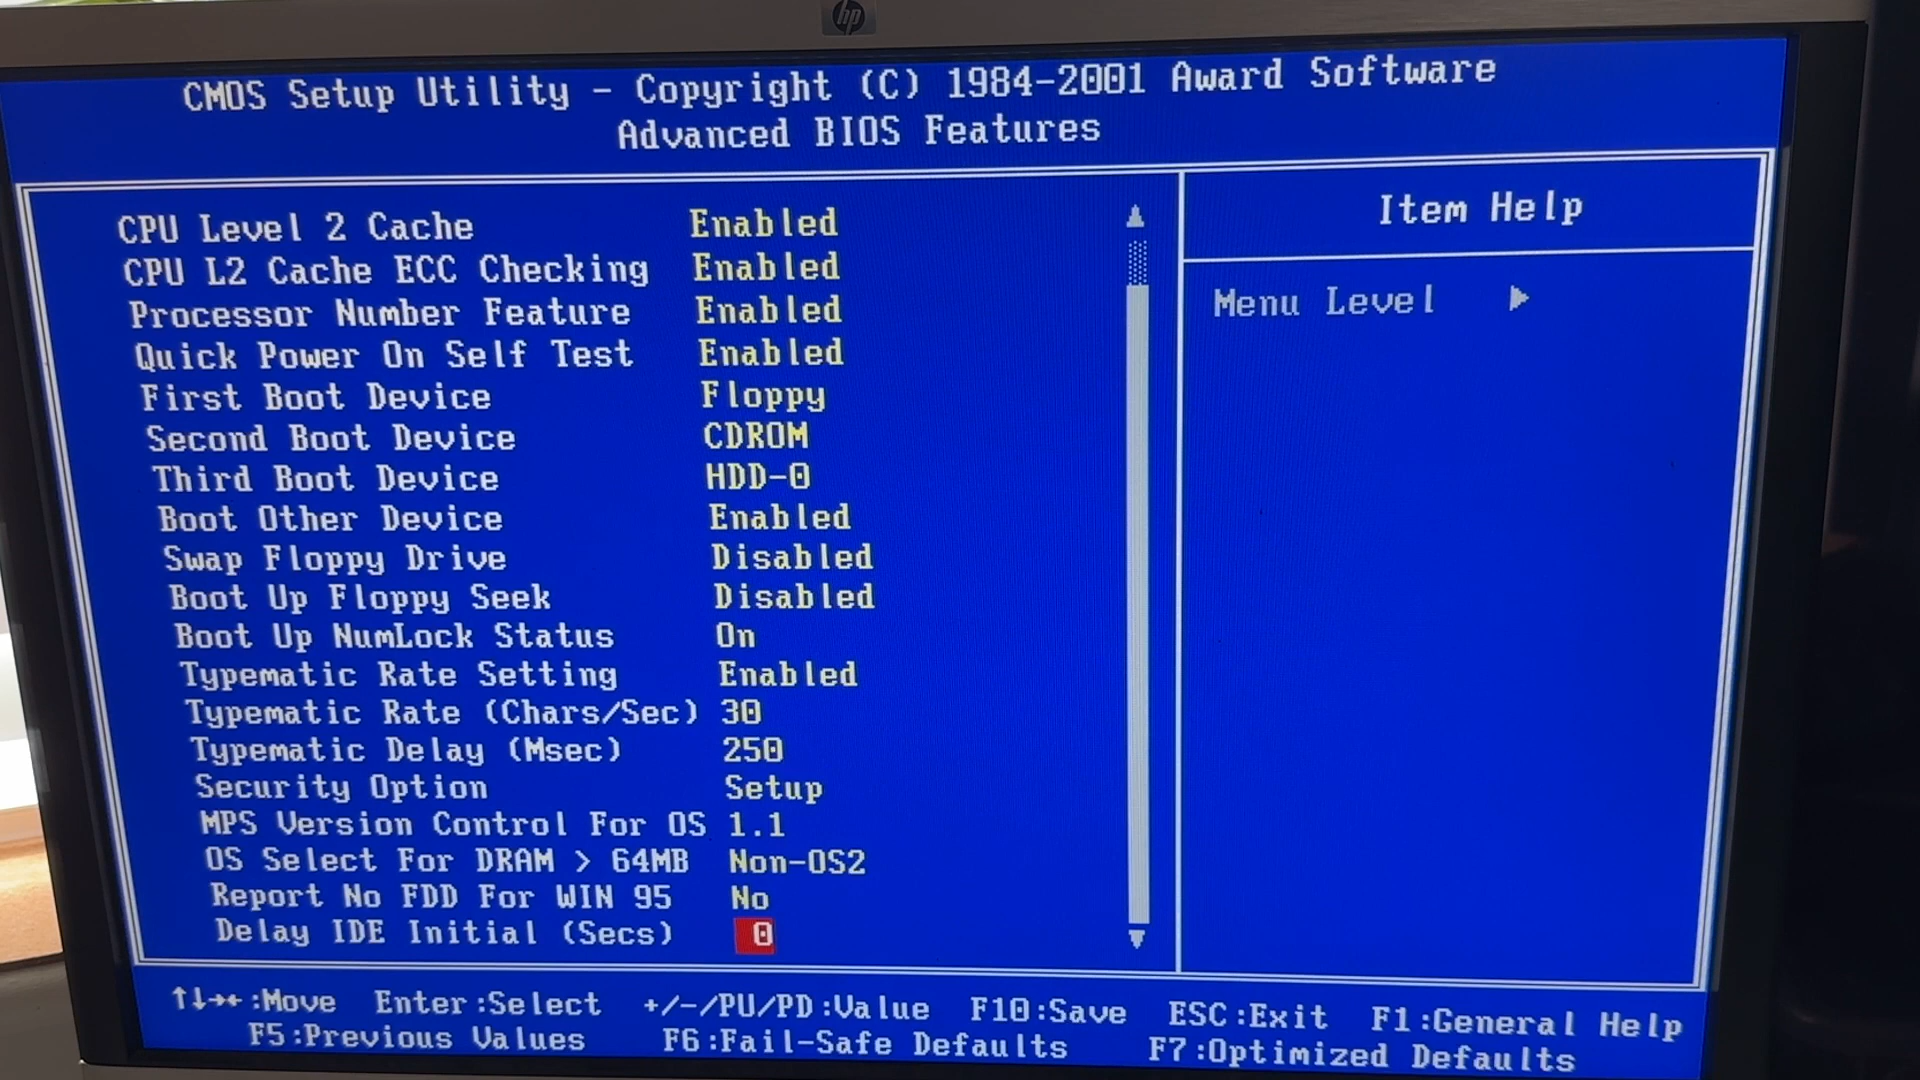 hp
CMOS Setup Utility - Copyright (C) 1984-2001 Award Software
Advanced BIOS Features
CPU Level 2 Cache Enabled
CPU L2 Cache ECC Checking Enabled
Processor Number Feature Enabled
Quick Power On Self Test Enabled
First Boot Device Floppy
Second Boot Device CDROM
Third Boot Device HDD-0
Boot Other Device Enabled
Swap Floppy Drive Disabled
Boot Up Floppy Seek Disabled
Boot Up NumLock Status On
Typematic Rate Setting Enabled
Typematic Rate (Chars/Sec) 30
Typematic Delay (Msec) 250
Security Option Setup
MPS Version Control For OS 1.1
OS Select For DRAM > 64MB Non-OS2
Report No FDD For WIN 95 No
Delay IDE Initial (Secs) 0
Item Help
Menu Level ▶
↑↓→←:Move Enter:Select +/-/PU/PD:Value F10:Save ESC:Exit F1:General Help
F5:Previous Values F6:Fail-Safe Defaults F7:Optimized Defaults